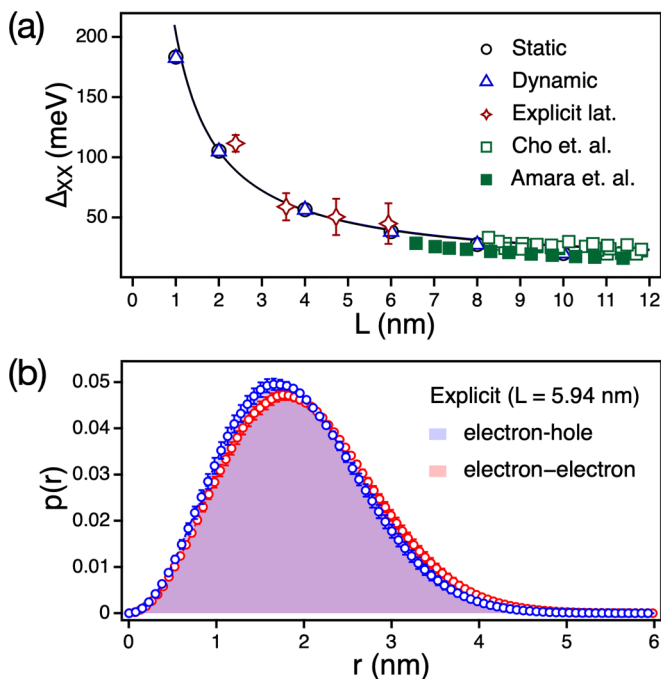 (a)
200
150
100
50
ΔXX (meV)
Static
Dynamic
Explicit lat.
Cho et. al.
Amara et. al.
0 1 2 3 4 5 6 7 8 9 10 11 12
L (nm)
(b)
0.05
0.04
0.03
0.02
0.01
0
p(r)
Explicit (L = 5.94 nm)
electron-hole
electron−electron
0 1 2 3 4 5 6
r (nm)